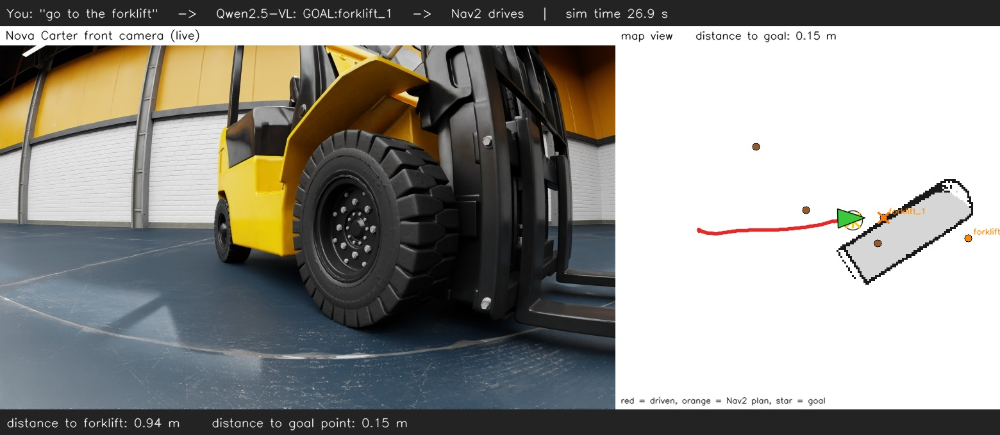 You: "go to the forklift" -> Qwen2.5-VL: GOAL:forklift_1 -> Nav2 drives | sim time 26.9 s
Nova Carter front camera (live)
map view distance to goal: 0.15 m
forklift_1
forklift
red = driven, orange = Nav2 plan, star = goal
distance to forklift: 0.94 m distance to goal point: 0.15 m